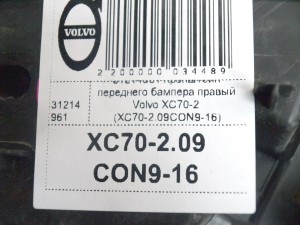 VOLVO
2 200000 034489
переднего бампера правый
31214 Volvo XC70-2
961 (XC70-2.09CON9-16)
XC70-2.09
CON9-16